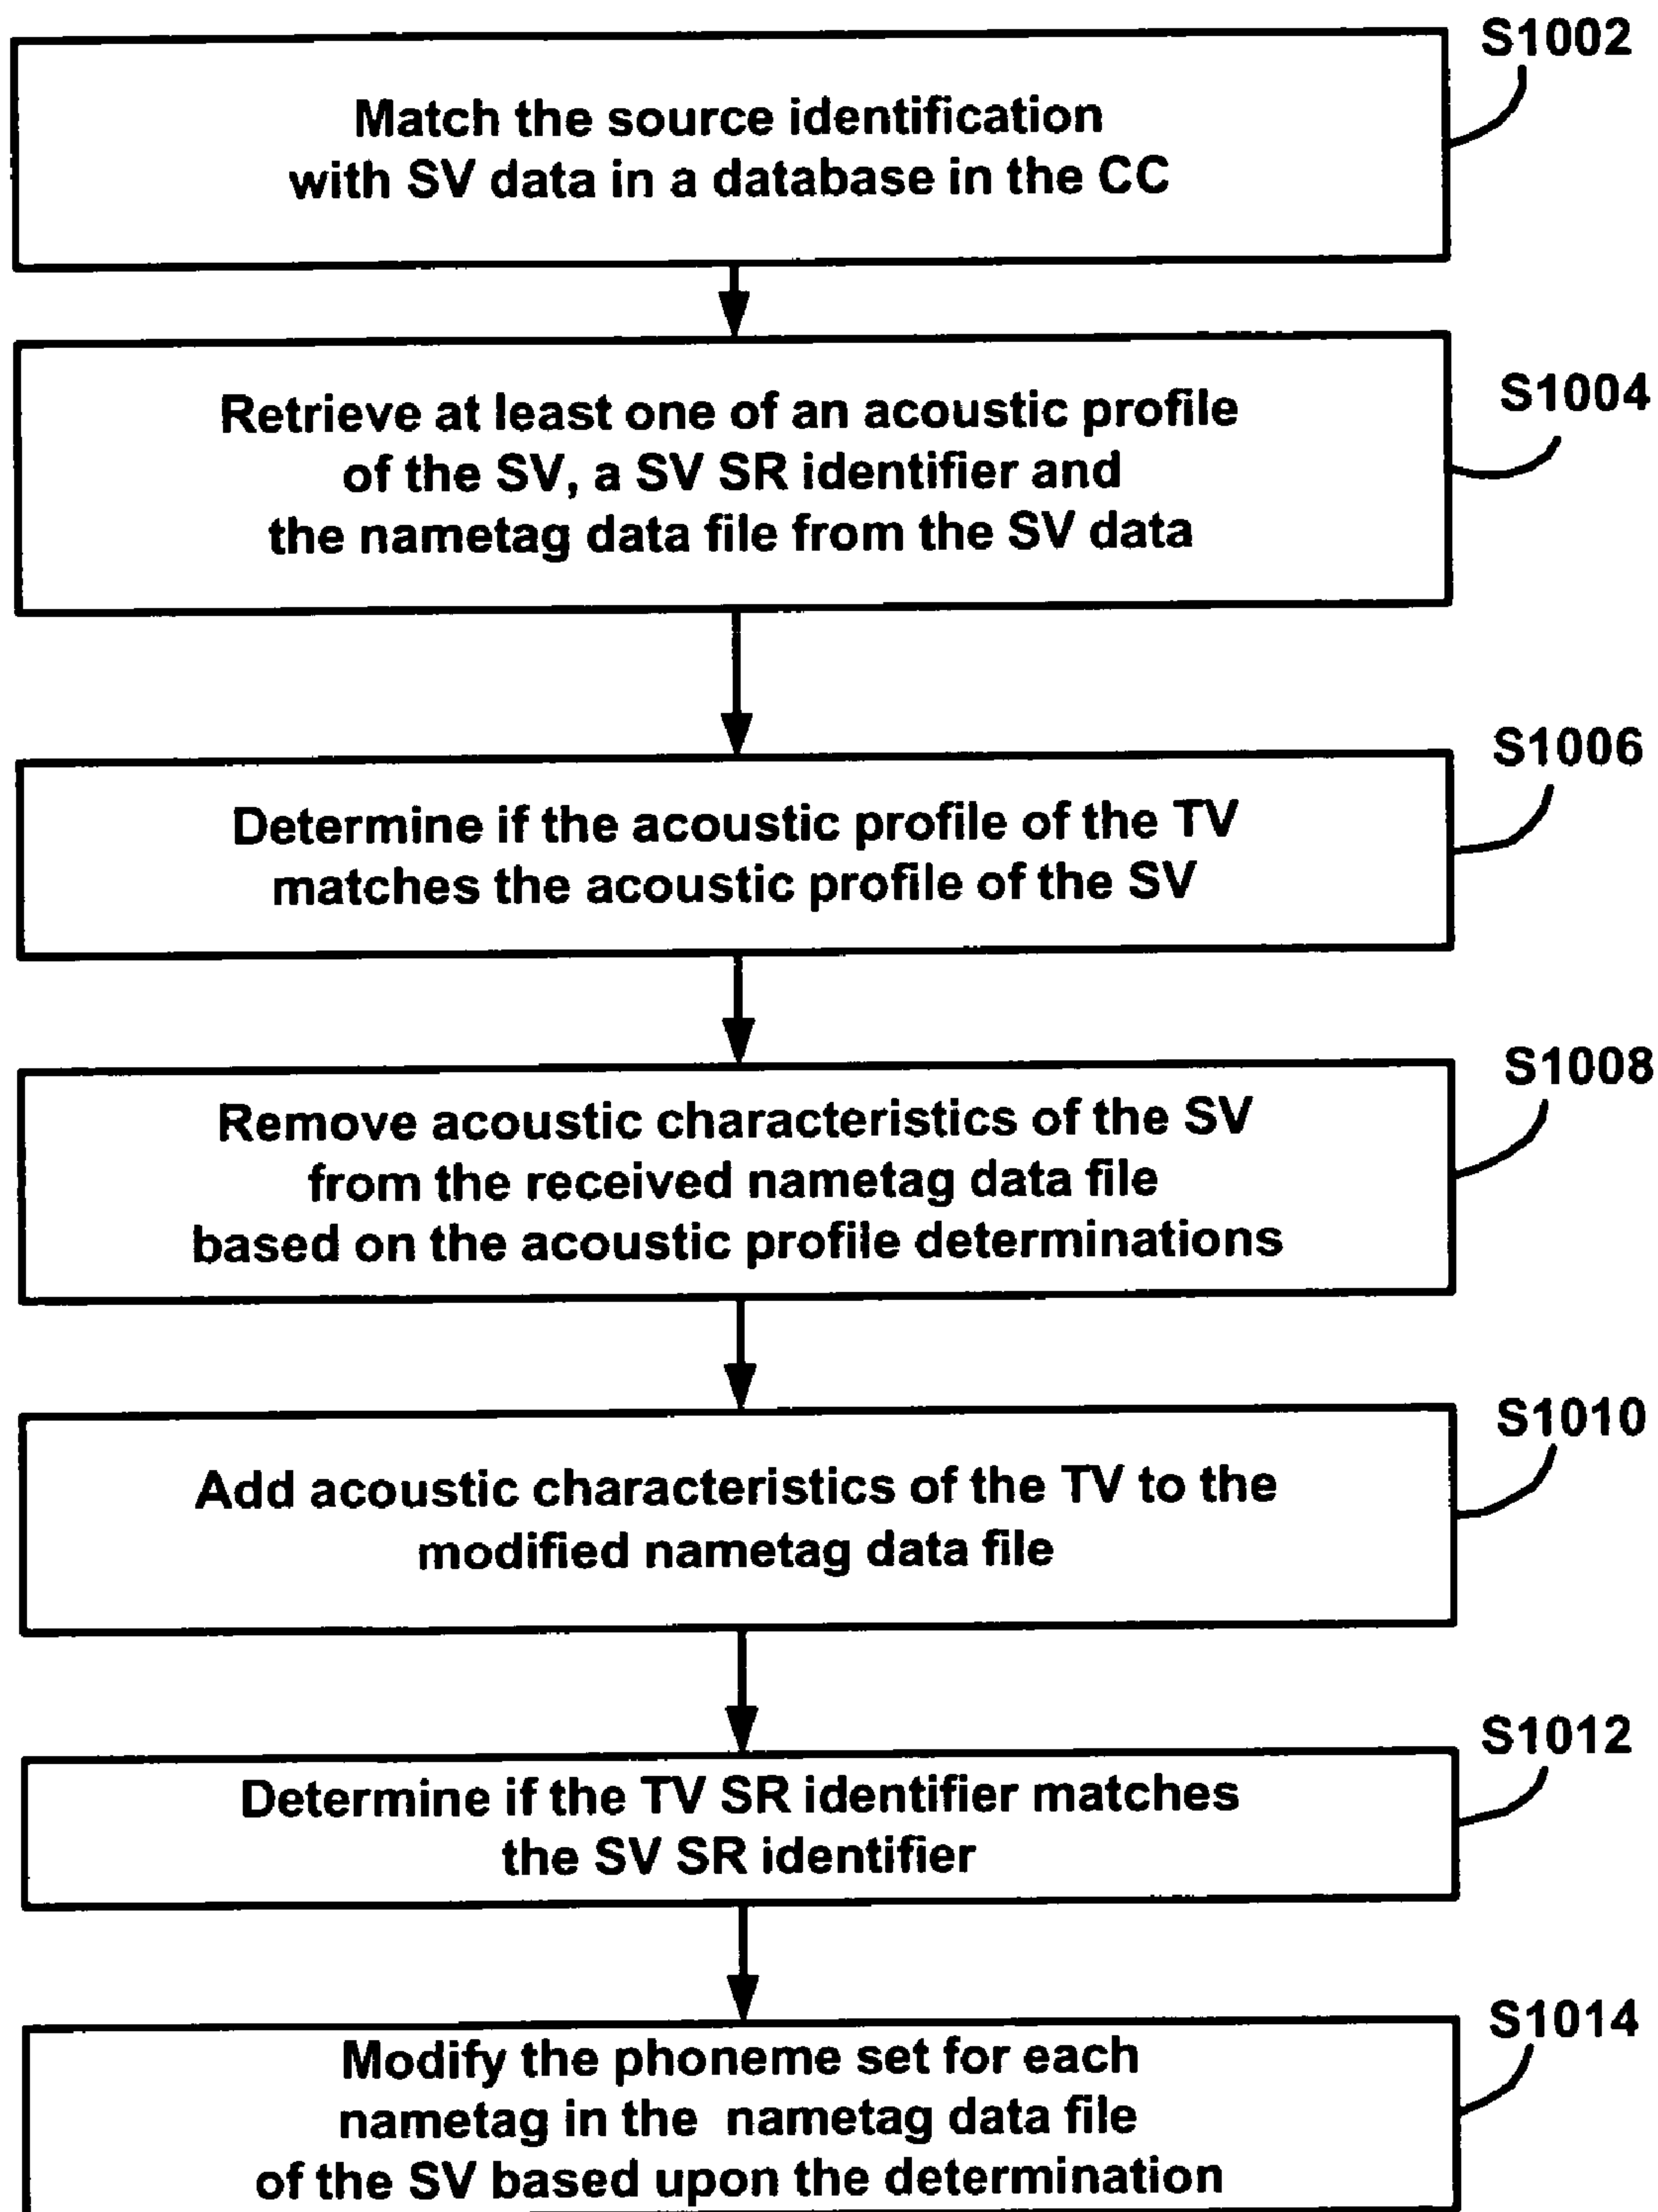 S1002
Match the source identification
with SV data in a database in the CC
S1004
Retrieve at least one of an acoustic profile
of the SV, a SV SR identifier and
the nametag data file from the SV data
S1006
Determine if the acoustic profile of the TV
matches the acoustic profile of the SV
S1008
Remove acoustic characteristics of the SV
from the received nametag data file
based on the acoustic profile determinations
S1010
Add acoustic characteristics of the TV to the
modified nametag data file
S1012
Determine if the TV SR identifier matches
the SV SR identifier
S1014
Modify the phoneme set for each
nametag in the nametag data file
of the SV based upon the determination